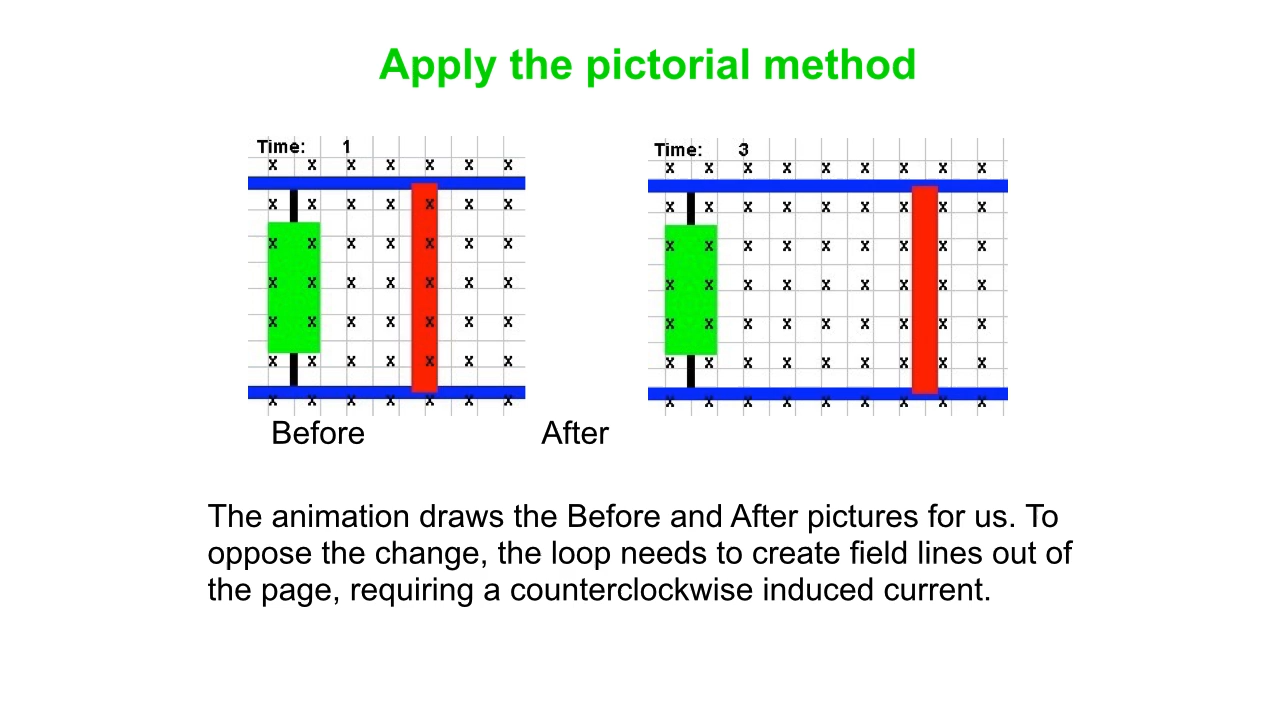 Apply the pictorial method
Time: 1
x x x x x x x
x x x x x x x
x x x x x x x
x x x x x x x
x x x x x x x
x x x x x x x
x x x x x x x
Time: 3
x x x x x x x x x
x x x x x x x x x
x x x x x x x x x
x x x x x x x x x
x x x x x x x x x
x x x x x x x x x
x x x x x x x x x
Before After
The animation draws the Before and After pictures for us. To
oppose the change, the loop needs to create field lines out of
the page, requiring a counterclockwise induced current.